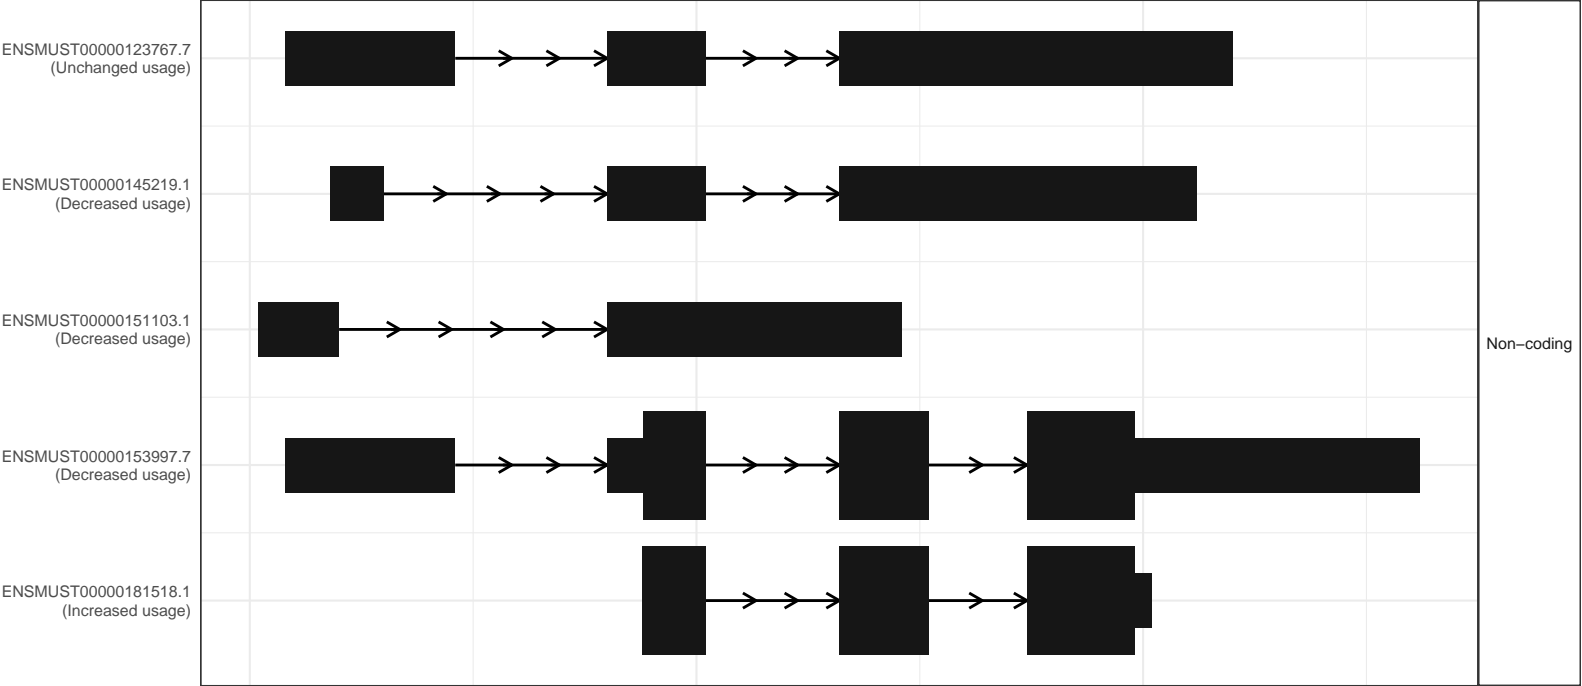 ENSMUST00000123767.7
(Unchanged usage)
ENSMUST00000145219.1
(Decreased usage)
ENSMUST00000151103.1
(Decreased usage)
Non−coding
ENSMUST00000153997.7
(Decreased usage)
ENSMUST00000181518.1
(Increased usage)